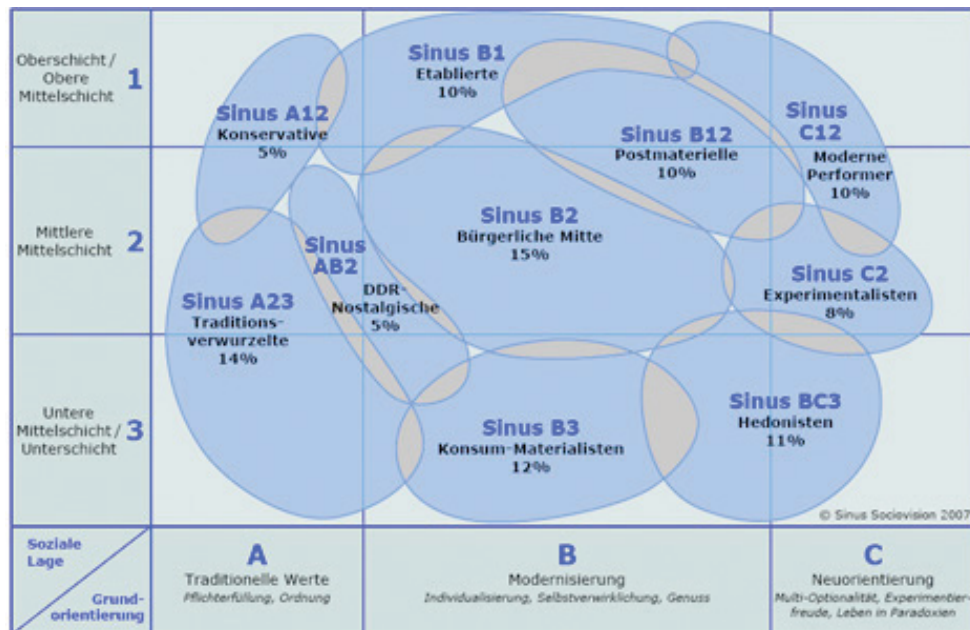 Oberschicht /
Obere
Mittelschicht
1
Sinus B1
Etablierte
10%
Sinus A12
Konservative
5%
Sinus B12
Postmaterielle
10%
Sinus
C12
Moderne
Performer
10%
Mittlere
Mittelschicht
2
Sinus B2
Bürgerliche Mitte
15%
Sinus
AB2
DDR-
Nostalgische
5%
Sinus A23
Traditions-
verwurzelte
14%
Sinus C2
Experimentalisten
8%
Untere
Mittelschicht /
Unterschicht
3
Sinus B3
Konsum-Materialisten
12%
Sinus BC3
Hedonisten
11%
© Sinus Sociovision 2007
Soziale
Lage
Grund-
orientierung
A
Traditionelle Werte
Pflichterfüllung, Ordnung
B
Modernisierung
Individualisierung, Selbstverwirklichung, Genuss
C
Neuorientierung
Multi-Optionalität, Experimentier-
freude, Leben in Paradoxien